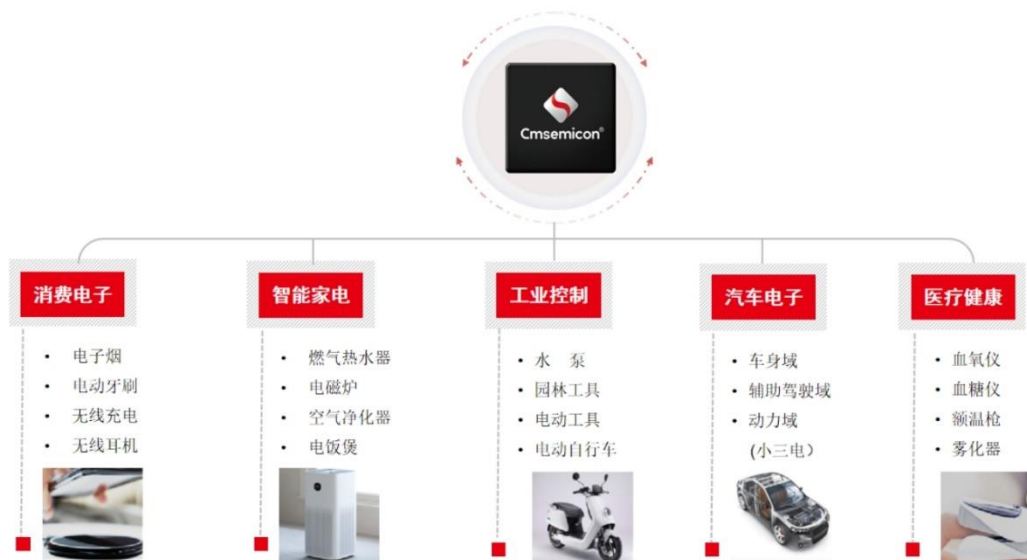 Cmsemicon®
消费电子
• 电子烟
• 电动牙刷
• 无线充电
• 无线耳机
智能家电
• 燃气热水器
• 电磁炉
• 空气净化器
• 电饭煲
工业控制
• 水 泵
• 园林工具
• 电动工具
• 电动自行车
汽车电子
• 车身域
• 辅助驾驶域
• 动力域
(小三电）
医疗健康
• 血氧仪
• 血糖仪
• 额温枪
• 雾化器